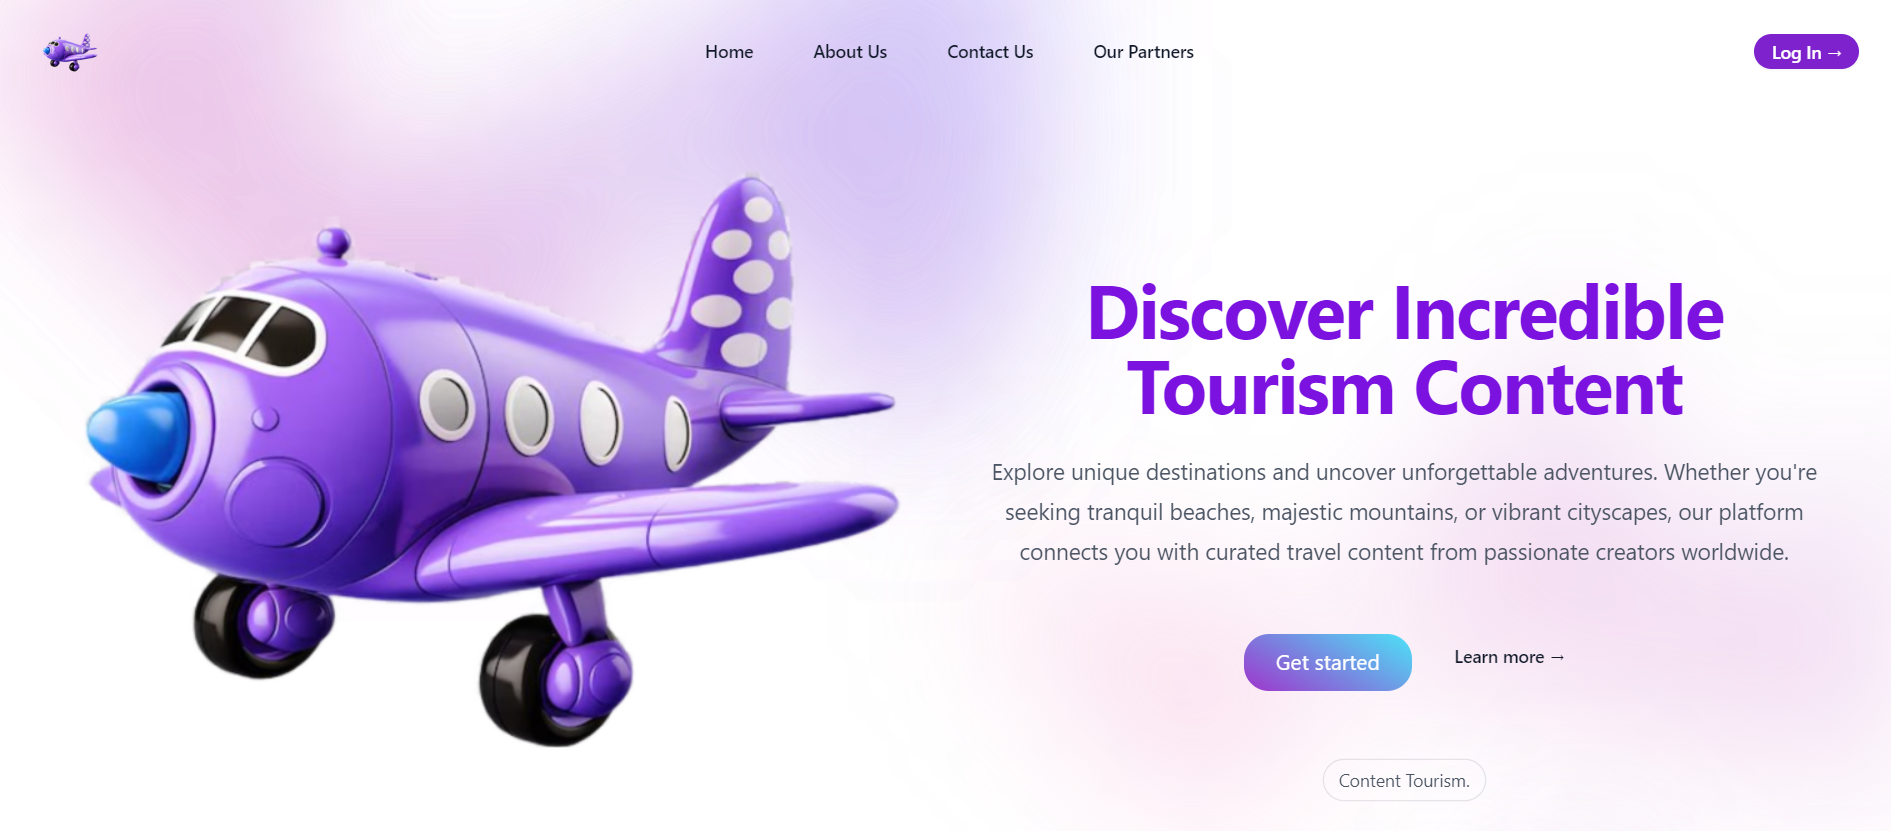 Home
About Us
Contact Us
Our Partners
Log In →
Discover Incredible
Tourism Content
Explore unique destinations and uncover unforgettable adventures. Whether you're
seeking tranquil beaches, majestic mountains, or vibrant cityscapes, our platform
connects you with curated travel content from passionate creators worldwide.
Get started
Learn more →
Content Tourism.